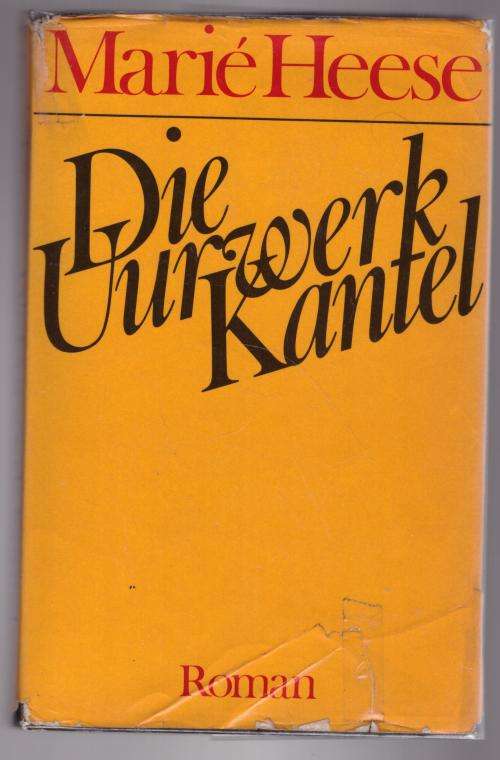 Marié Heese
Die
Uurwerk
Kantel
Roman